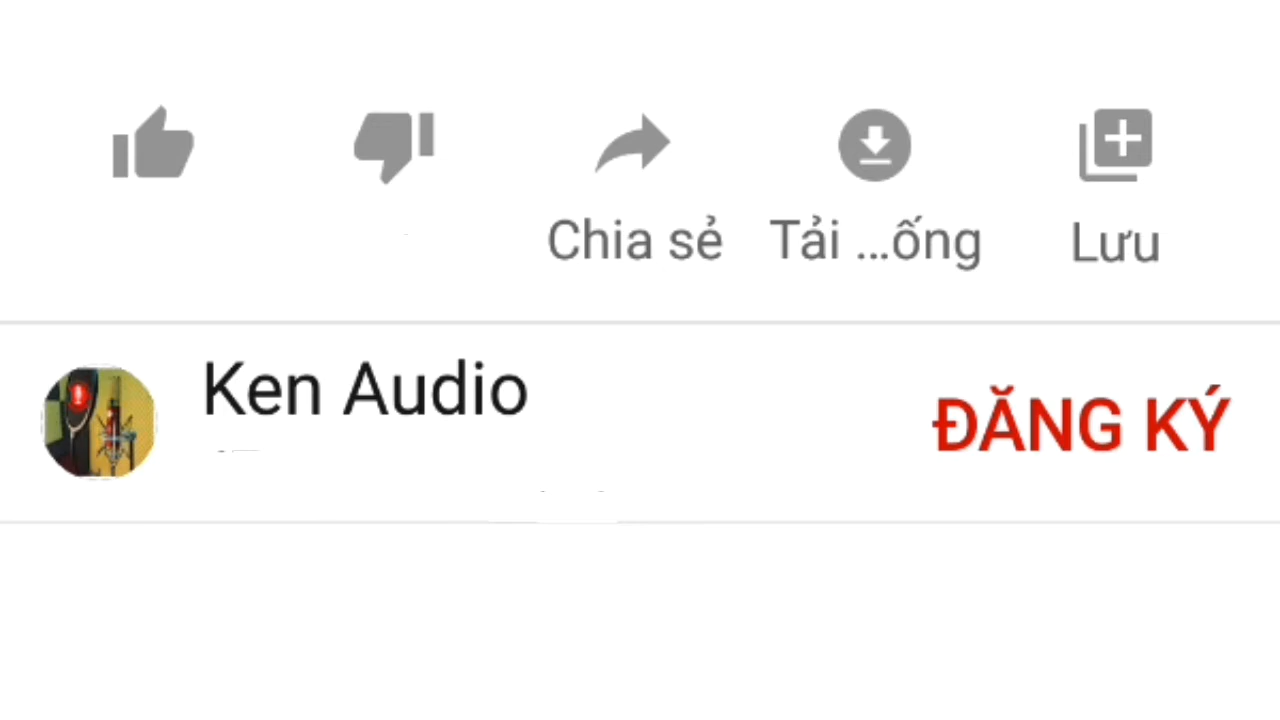 Chia sẻ Tải ...ống Lưu
Ken Audio
ĐĂNG KÝ